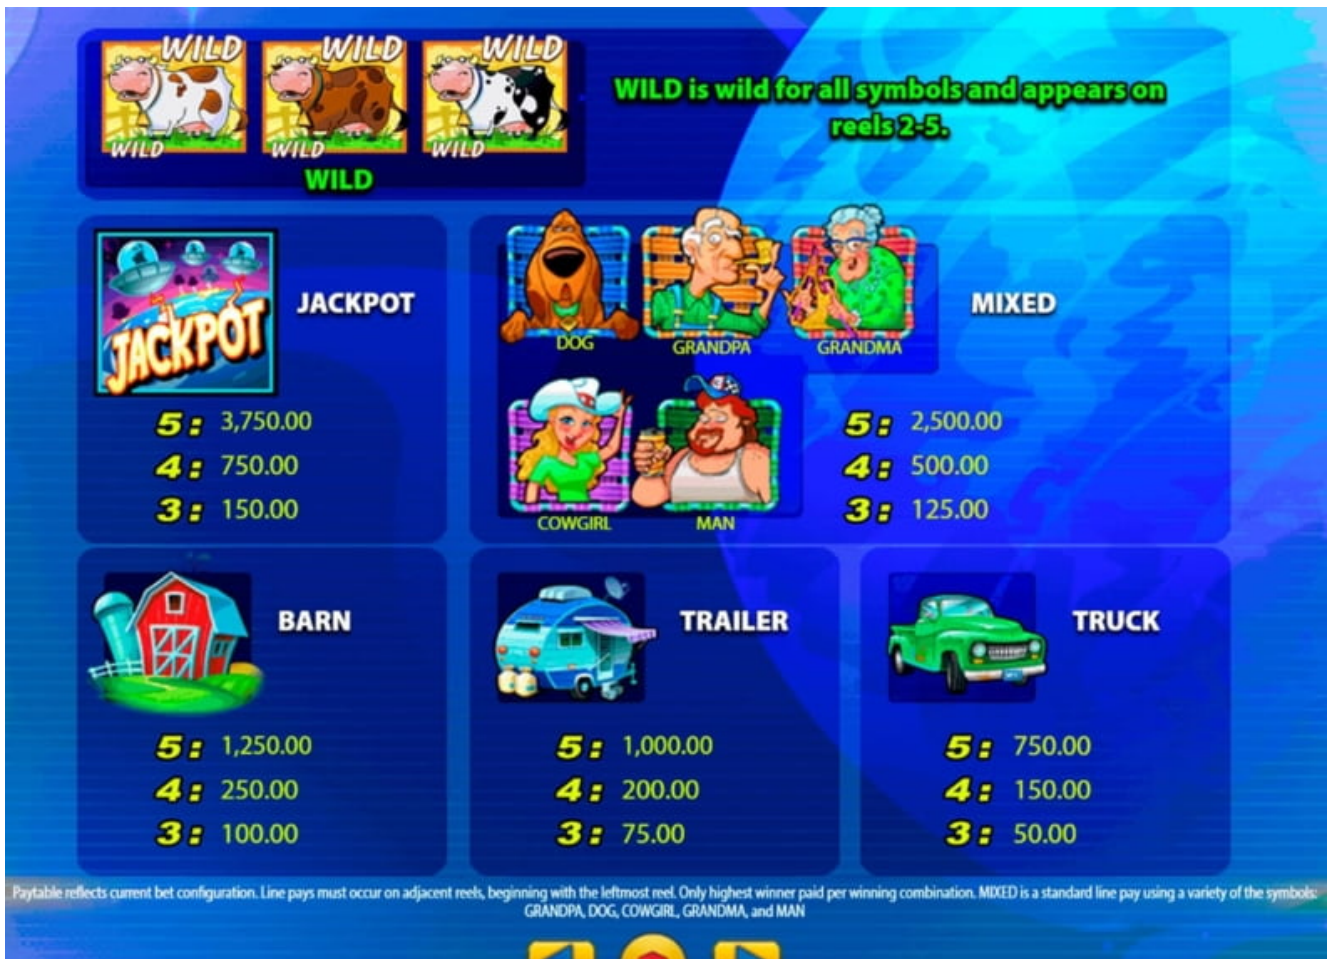 WILD WILD WILD
WILD WILD WILD
WILD
WILD is wild for all symbols and appears on
reels 2-5.
JACKPOT
JACKPOT
5: 3,750.00
4: 750.00
3: 150.00
DOG
GRANDPA
GRANDMA
MIXED
COWGIRL
MAN
5: 2,500.00
4: 500.00
3: 125.00
BARN
5: 1,250.00
4: 250.00
3: 100.00
TRAILER
5: 1,000.00
4: 200.00
3: 75.00
TRUCK
5: 750.00
4: 150.00
3: 50.00
Paytable reflects current bet configuration. Line pays must occur on adjacent reels, beginning with the leftmost reel. Only highest winner paid per winning combination. MIXED is a standard line pay using a variety of the symbols:
GRANDPA, DOG, COWGIRL, GRANDMA, and MAN